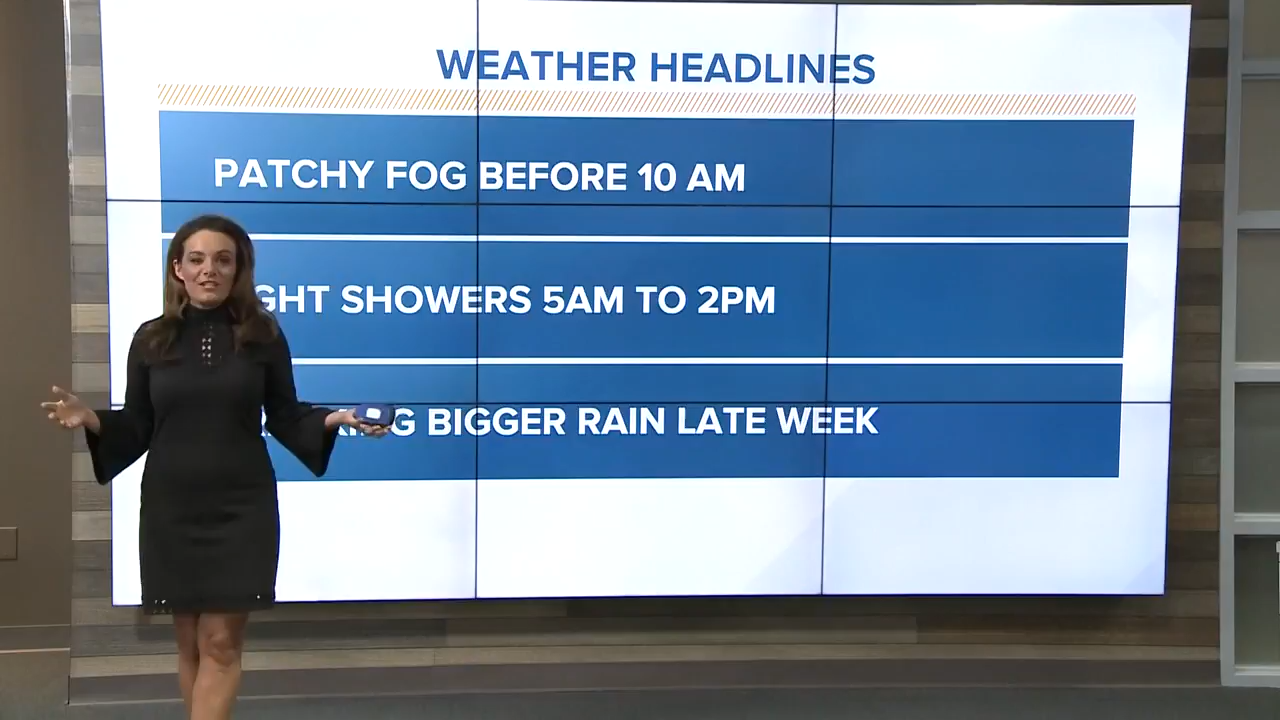 WEATHER HEADLINES
PATCHY FOG BEFORE 10 AM
SHOWERS 5AM TO 2PM
BIGGER RAIN LATE WEEK